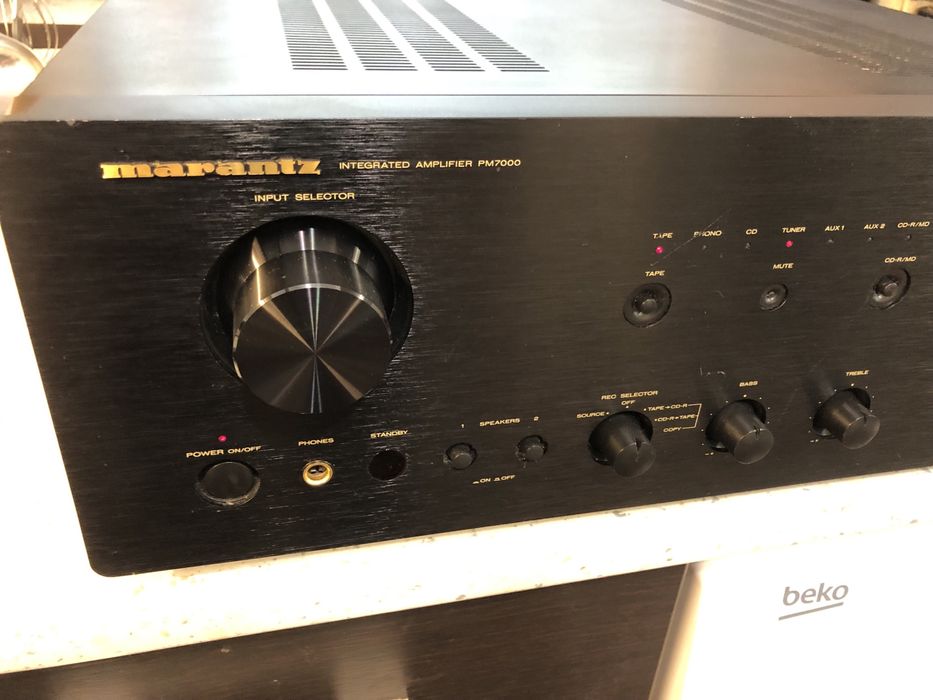 marantz INTEGRATED AMPLIFIER PM7000
INPUT SELECTOR
TAPE PHONO CD TUNER AUX 1 AUX 2 CD-R/MD
TAPE MUTE CD-R/MD
REC SELECTOR BASS TREBLE
OFF
SOURCE TAPE→CD-R
CD-R→TAPE
COPY
1 SPEAKERS 2
POWER ON/OFF PHONES STANDBY
ON OFF
beko